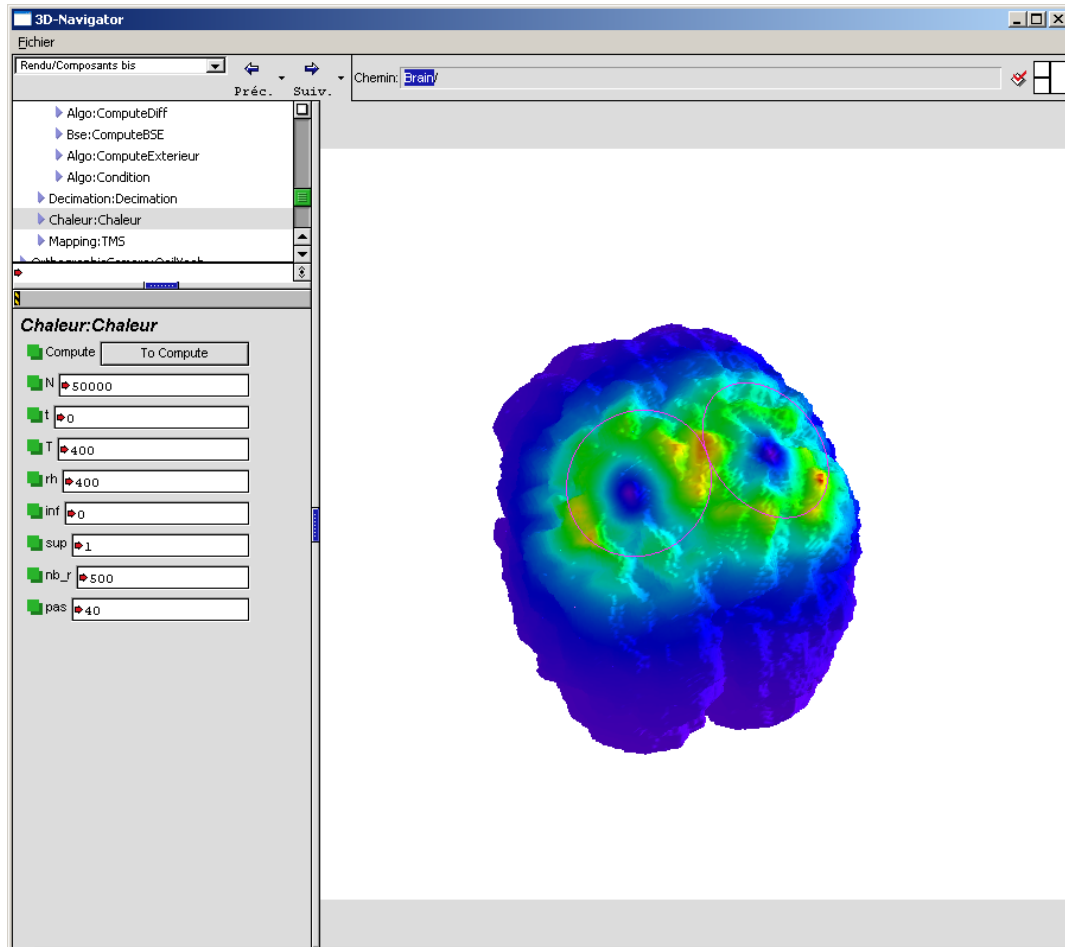 3D-Navigator
Fichier
Rendu/Composants bis
Préc. Suiv.
Chemin: Brain/
Algo:ComputeDiff
Bse:ComputeBSE
Algo:ComputeExterieur
Algo:Condition
Decimation:Decimation
Chaleur:Chaleur
Mapping:TMS
Chaleur:Chaleur
Compute To Compute
N 50000
t 0
T 400
rh 400
inf 0
sup 1
nb_r 500
pas 40